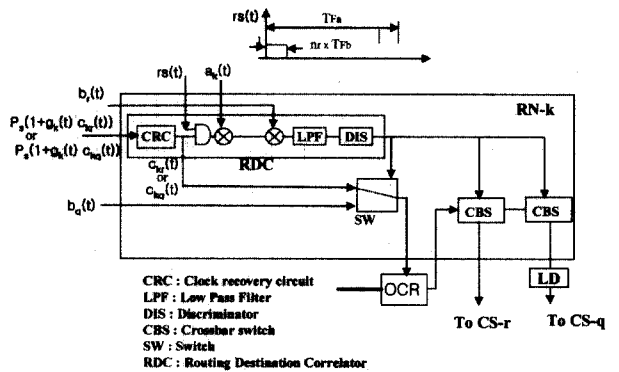 rs(t)
TFa
nr x TFb
rs(t)
ak(t)
br(t)
RN-k
Ps(1+gk(t) ckr(t))
or
Ps(1+gk(t) ckq(t))
CRC
LPF
DIS
RDC
ckr(t)
or
ckq(t)
bq(t)
SW
CBS
CBS
OCR
LD
To CS-r
To CS-q
CRC : Clock recovery circuit
LPF : Low Pass Filter
DIS : Discriminator
CBS : Crossbar switch
SW : Switch
RDC : Routing Destination Correlator